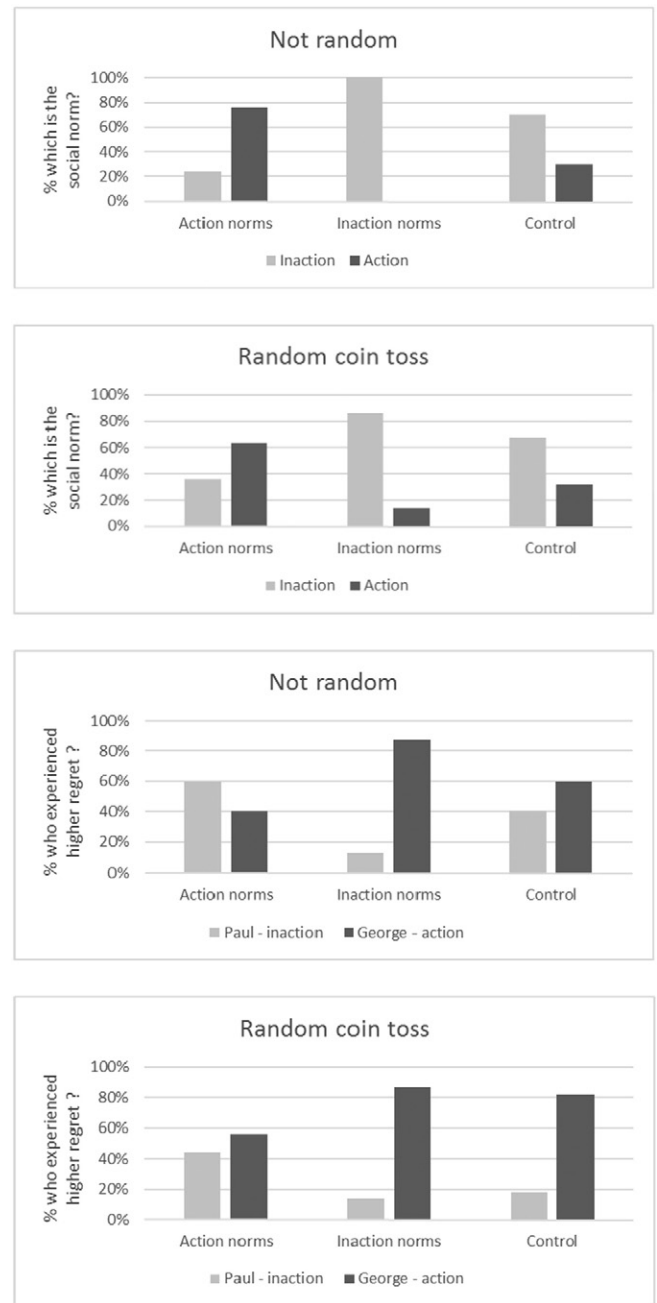 Not random
% which is the
social norm?
100%
80%
60%
40%
20%
0%
Action norms Inaction norms Control
Inaction Action
Random coin toss
% which is the
social norm?
100%
80%
60%
40%
20%
0%
Action norms Inaction norms Control
Inaction Action
Not random
% who experienced
higher regret ?
100%
80%
60%
40%
20%
0%
Action norms Inaction norms Control
Paul - inaction George - action
Random coin toss
% who experienced
higher regret ?
100%
80%
60%
40%
20%
0%
Action norms Inaction norms Control
Paul - inaction George - action